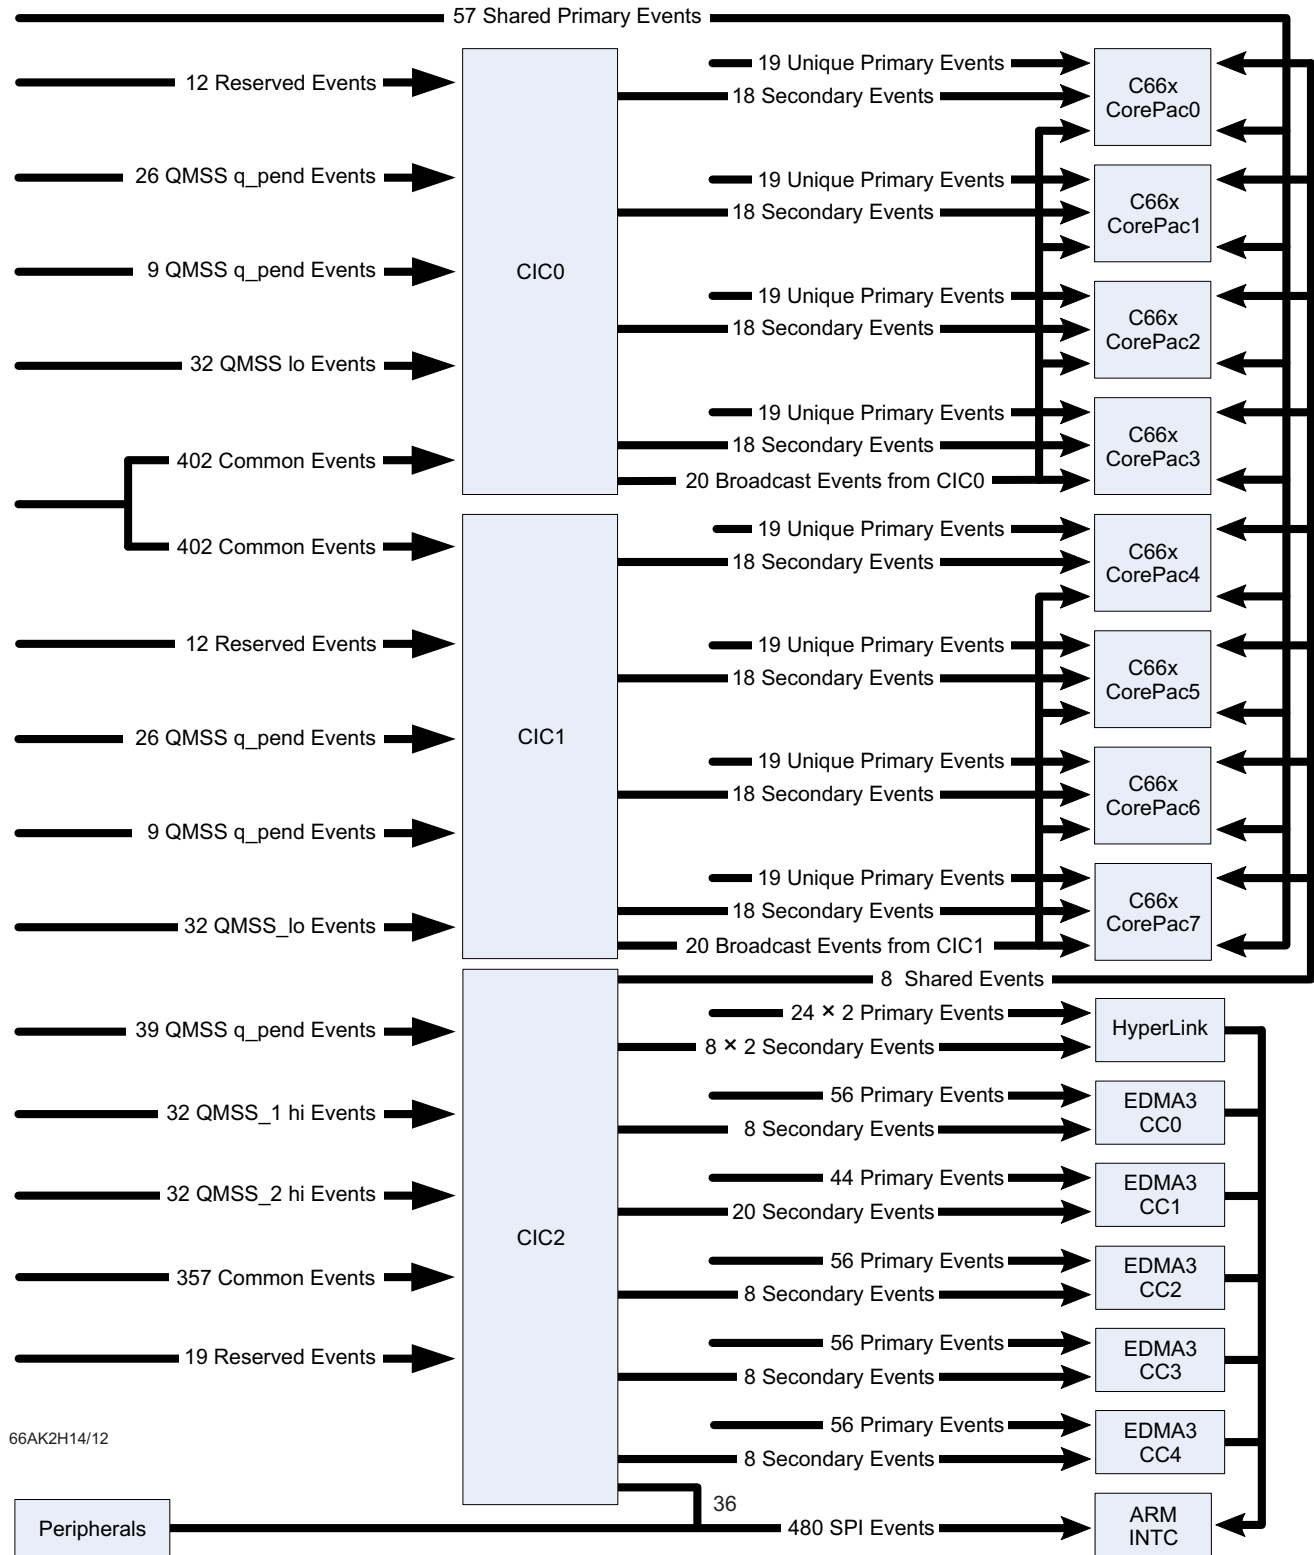 57 Shared Primary Events
12 Reserved Events
26 QMSS q_pend Events
9 QMSS q_pend Events
32 QMSS lo Events
402 Common Events
CIC0
19 Unique Primary Events
18 Secondary Events
C66x
CorePac0
19 Unique Primary Events
18 Secondary Events
C66x
CorePac1
19 Unique Primary Events
18 Secondary Events
C66x
CorePac2
19 Unique Primary Events
18 Secondary Events
20 Broadcast Events from CIC0
C66x
CorePac3
402 Common Events
12 Reserved Events
26 QMSS q_pend Events
9 QMSS q_pend Events
32 QMSS_lo Events
CIC1
19 Unique Primary Events
18 Secondary Events
C66x
CorePac4
19 Unique Primary Events
18 Secondary Events
C66x
CorePac5
19 Unique Primary Events
18 Secondary Events
C66x
CorePac6
19 Unique Primary Events
18 Secondary Events
20 Broadcast Events from CIC1
C66x
CorePac7
8 Shared Events
39 QMSS q_pend Events
32 QMSS_1 hi Events
32 QMSS_2 hi Events
357 Common Events
19 Reserved Events
CIC2
24 × 2 Primary Events
8 × 2 Secondary Events
HyperLink
56 Primary Events
8 Secondary Events
EDMA3
CC0
44 Primary Events
20 Secondary Events
EDMA3
CC1
56 Primary Events
8 Secondary Events
EDMA3
CC2
56 Primary Events
8 Secondary Events
EDMA3
CC3
56 Primary Events
8 Secondary Events
EDMA3
CC4
66AK2H14/12
Peripherals
36
480 SPI Events
ARM
INTC